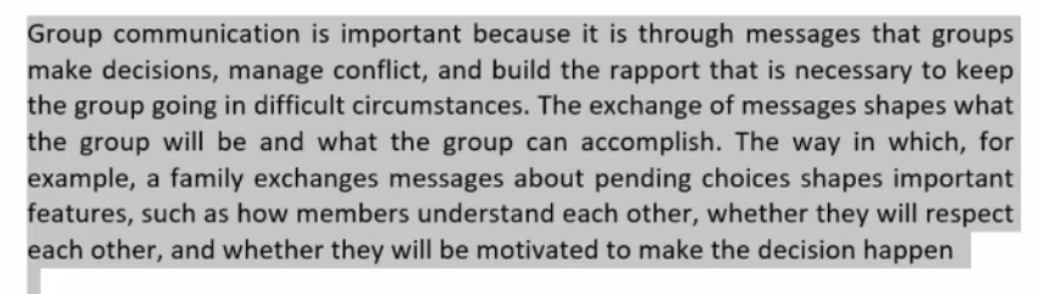 Group communication is important because it is through messages that groups
make decisions, manage conflict, and build the rapport that is necessary to keep
the group going in difficult circumstances. The exchange of messages shapes what
the group will be and what the group can accomplish. The way in which, for
example, a family exchanges messages about pending choices shapes important
features, such as how members understand each other, whether they will respect
each other, and whether they will be motivated to make the decision happen